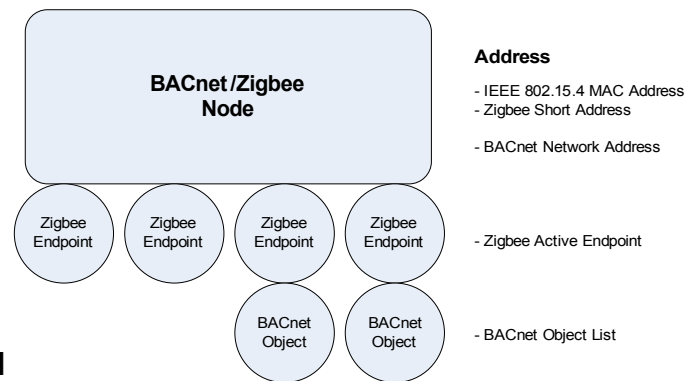 BACnet/Zigbee
Node
Address
- IEEE 802.15.4 MAC Address
- Zigbee Short Address
- BACnet Network Address
Zigbee
Endpoint
Zigbee
Endpoint
Zigbee
Endpoint
Zigbee
Endpoint
- Zigbee Active Endpoint
BACnet
Object
BACnet
Object
- BACnet Object List